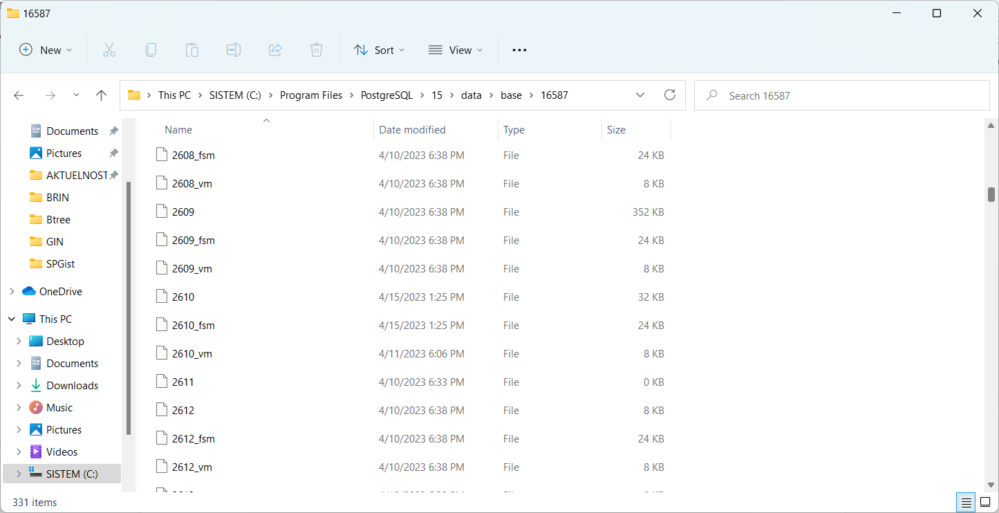 16587
New Sort View
This PC SISTEM (C:) Program Files PostgreSQL 15 data base 16587
Search 16587
Documents
Pictures
AKTUELNOST
BRIN
Btree
GIN
SPGist
OneDrive
This PC
Desktop
Documents
Downloads
Music
Pictures
Videos
SISTEM (C:)
Name Date modified Type Size
2608_fsm 4/10/2023 6:38 PM File 24 KB
2608_vm 4/10/2023 6:38 PM File 8 KB
2609 4/10/2023 6:38 PM File 352 KB
2609_fsm 4/10/2023 6:38 PM File 24 KB
2609_vm 4/10/2023 6:38 PM File 8 KB
2610 4/15/2023 1:25 PM File 32 KB
2610_fsm 4/15/2023 1:25 PM File 24 KB
2610_vm 4/11/2023 6:06 PM File 8 KB
2611 4/10/2023 6:33 PM File 0 KB
2612 4/10/2023 6:38 PM File 8 KB
2612_fsm 4/10/2023 6:38 PM File 24 KB
2612_vm 4/10/2023 6:38 PM File 8 KB
331 items